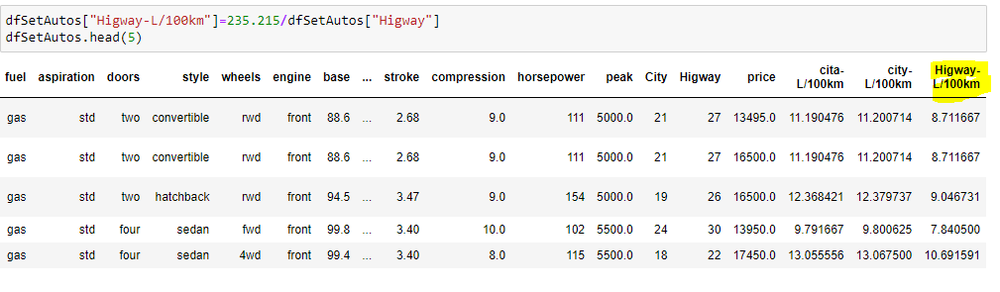 dfSetAutos["Higway-L/100km"]=235.215/dfSetAutos["Higway"]
dfSetAutos.head(5)
fuel aspiration doors style wheels engine base ... stroke compression horsepower peak City Higway price cita-L/100km city-L/100km Higway-L/100km
gas std two convertible rwd front 88.6 ... 2.68 9.0 111 5000.0 21 27 13495.0 11.190476 11.200714 8.711667
gas std two convertible rwd front 88.6 ... 2.68 9.0 111 5000.0 21 27 16500.0 11.190476 11.200714 8.711667
gas std two hatchback rwd front 94.5 ... 3.47 9.0 154 5000.0 19 26 16500.0 12.368421 12.379737 9.046731
gas std four sedan fwd front 99.8 ... 3.40 10.0 102 5500.0 24 30 13950.0 9.791667 9.800625 7.840500
gas std four sedan 4wd front 99.4 ... 3.40 8.0 115 5500.0 18 22 17450.0 13.055556 13.067500 10.691591